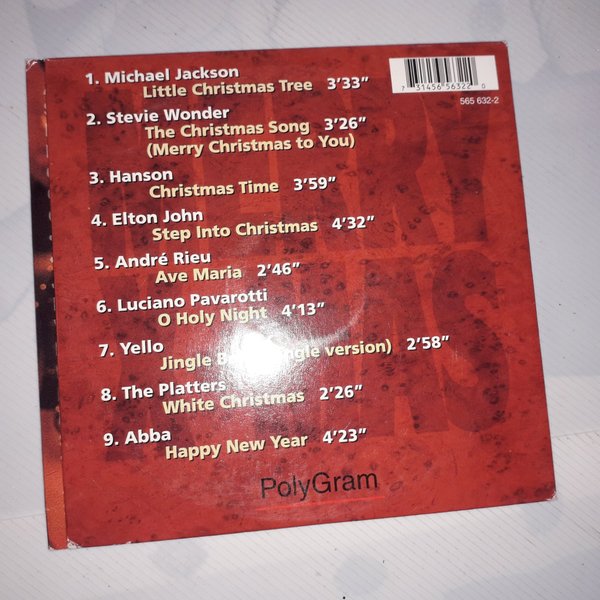 1. Michael Jackson
Little Christmas Tree 3'33"
2. Stevie Wonder
The Christmas Song 3'26"
(Merry Christmas to You)
3. Hanson
Christmas Time 3'59"
4. Elton John
Step Into Christmas 4'32"
5. André Rieu
Ave Maria 2'46"
6. Luciano Pavarotti
O Holy Night 4'13"
7. Yello
Jingle version) 2'58"
8. The Platters
White Christmas 2'26"
9. Abba
Happy New Year 4'23"
PolyGram
7 31456 56322 0
565 632-2
MERRY
XMAS